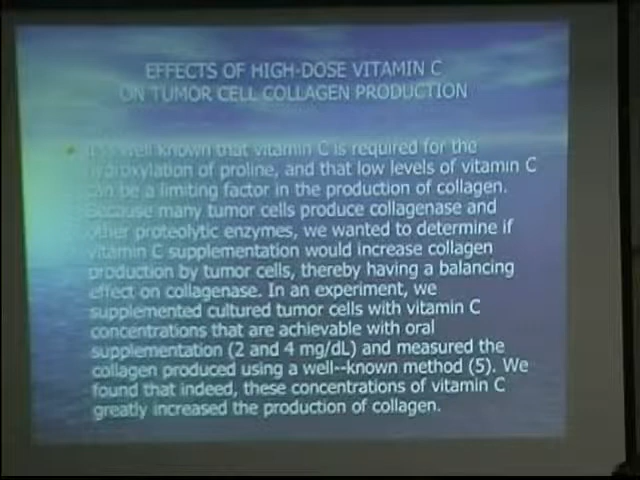 EFFECTS OF HIGH-DOSE VITAMIN C
ON TUMOR CELL COLLAGEN PRODUCTION
It is well known that vitamin C is required for the
hydroxylation of proline, and that low levels of vitamin C
can be a limiting factor in the production of collagen.
Because many tumor cells produce collagenase and
other proteolytic enzymes, we wanted to determine if
vitamin C supplementation would increase collagen
production by tumor cells, thereby having a balancing
effect on collagenase. In an experiment, we
supplemented cultured tumor cells with vitamin C
concentrations that are achievable with oral
supplementation (2 and 4 mg/dL) and measured the
collagen produced using a well--known method (5). We
found that indeed, these concentrations of vitamin C
greatly increased the production of collagen.